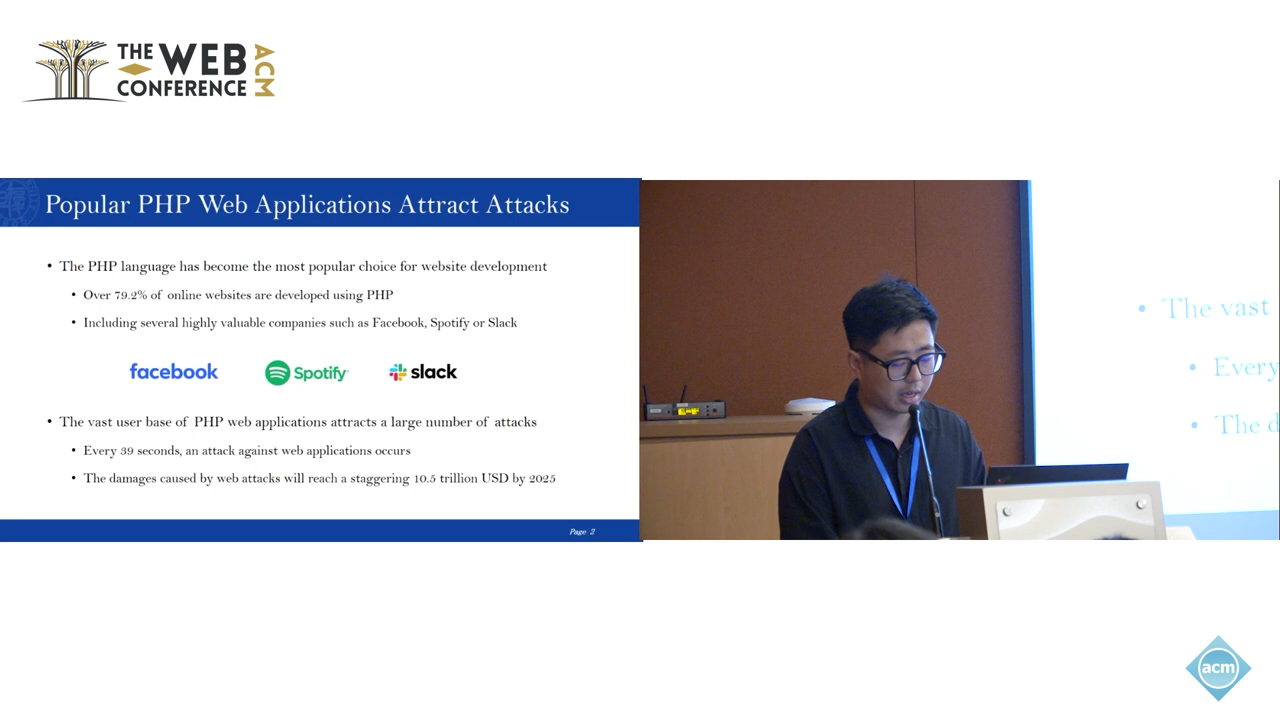 THE WEB
CONFERENCE
ACM
Popular PHP Web Applications Attract Attacks
• The PHP language has become the most popular choice for website development
• Over 79.2% of online websites are developed using PHP
• Including several highly valuable companies such as Facebook, Spotify or Slack
facebook Spotify slack
• The vast user base of PHP web applications attracts a large number of attacks
• Every 39 seconds, an attack against web applications occurs
• The damages caused by web attacks will reach a staggering 10.5 trillion USD by 2025
Page 2
• The vast
• Every
• The d
acm